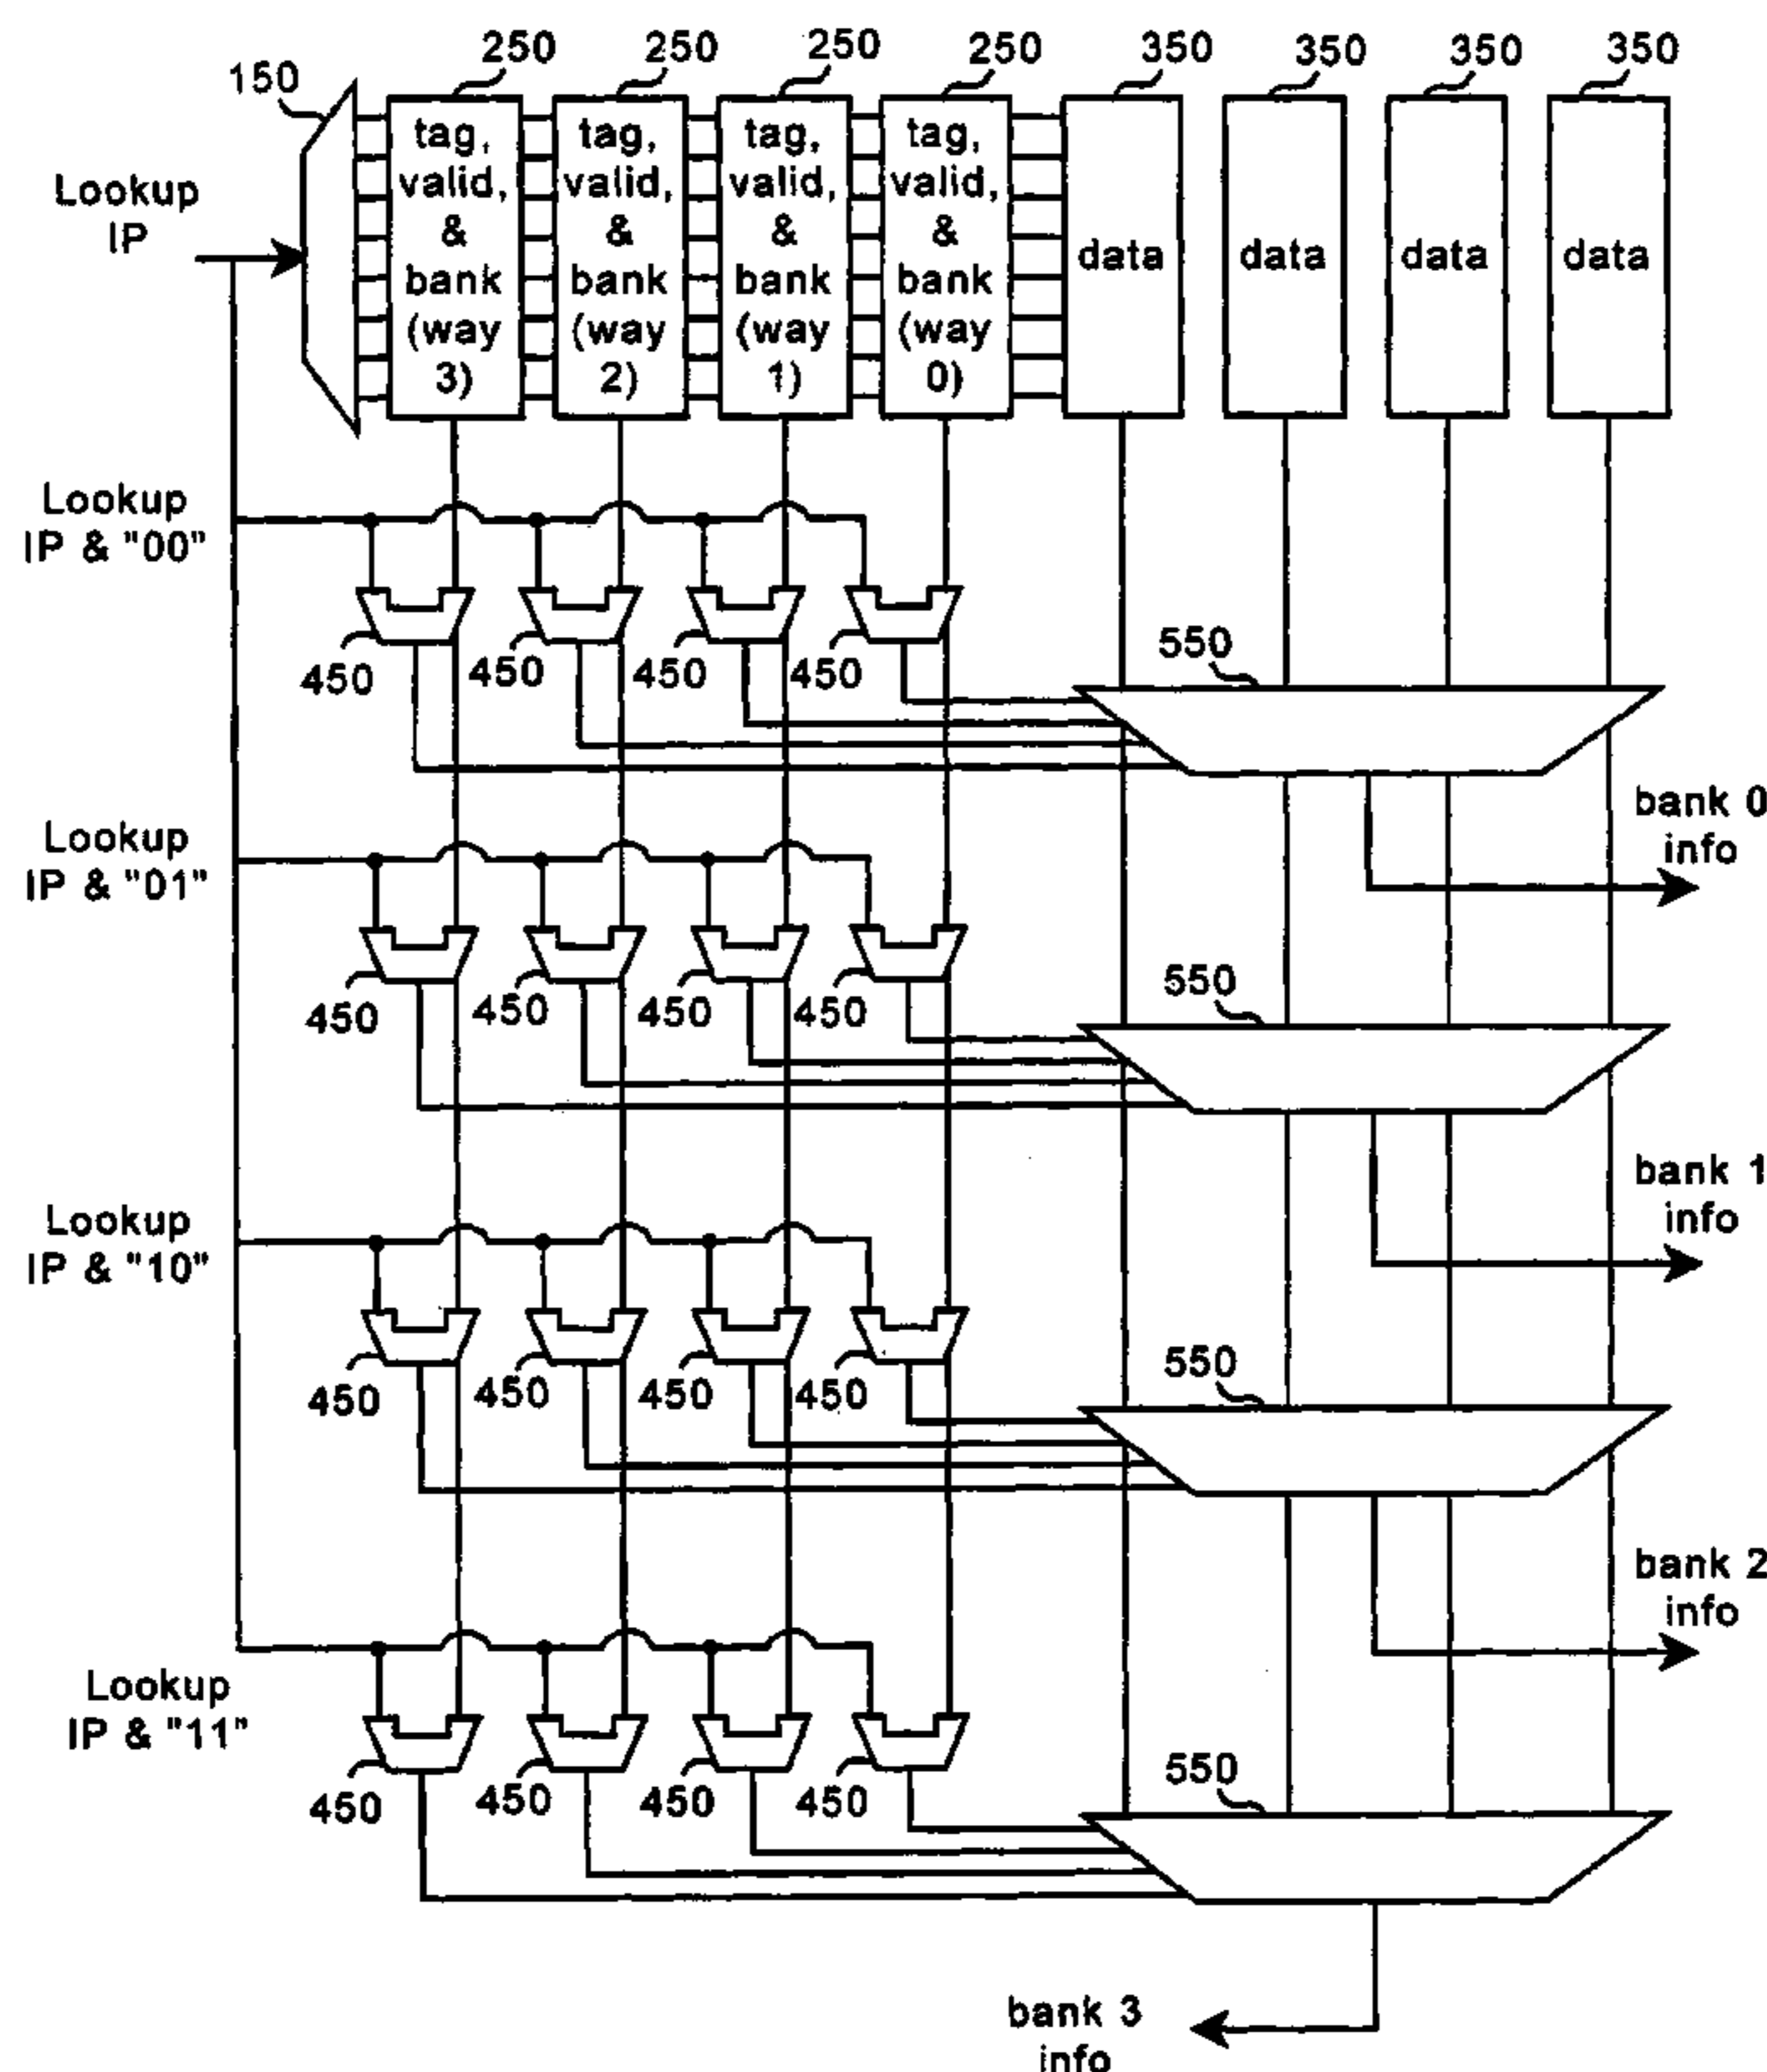 250 250 250 250 350 350 350 350
150
Lookup
IP
tag,
valid,
&
bank
(way
3)
tag,
valid,
&
bank
(way
2)
tag,
valid,
&
bank
(way
1)
tag,
valid,
&
bank
(way
0)
data data data data
Lookup
IP & "00"
450 450 450 450
550
bank 0
info
Lookup
IP & "01"
450 450 450 450
550
bank 1
info
Lookup
IP & "10"
450 450 450 450
550
bank 2
info
Lookup
IP & "11"
450 450 450 450
550
bank 3
info